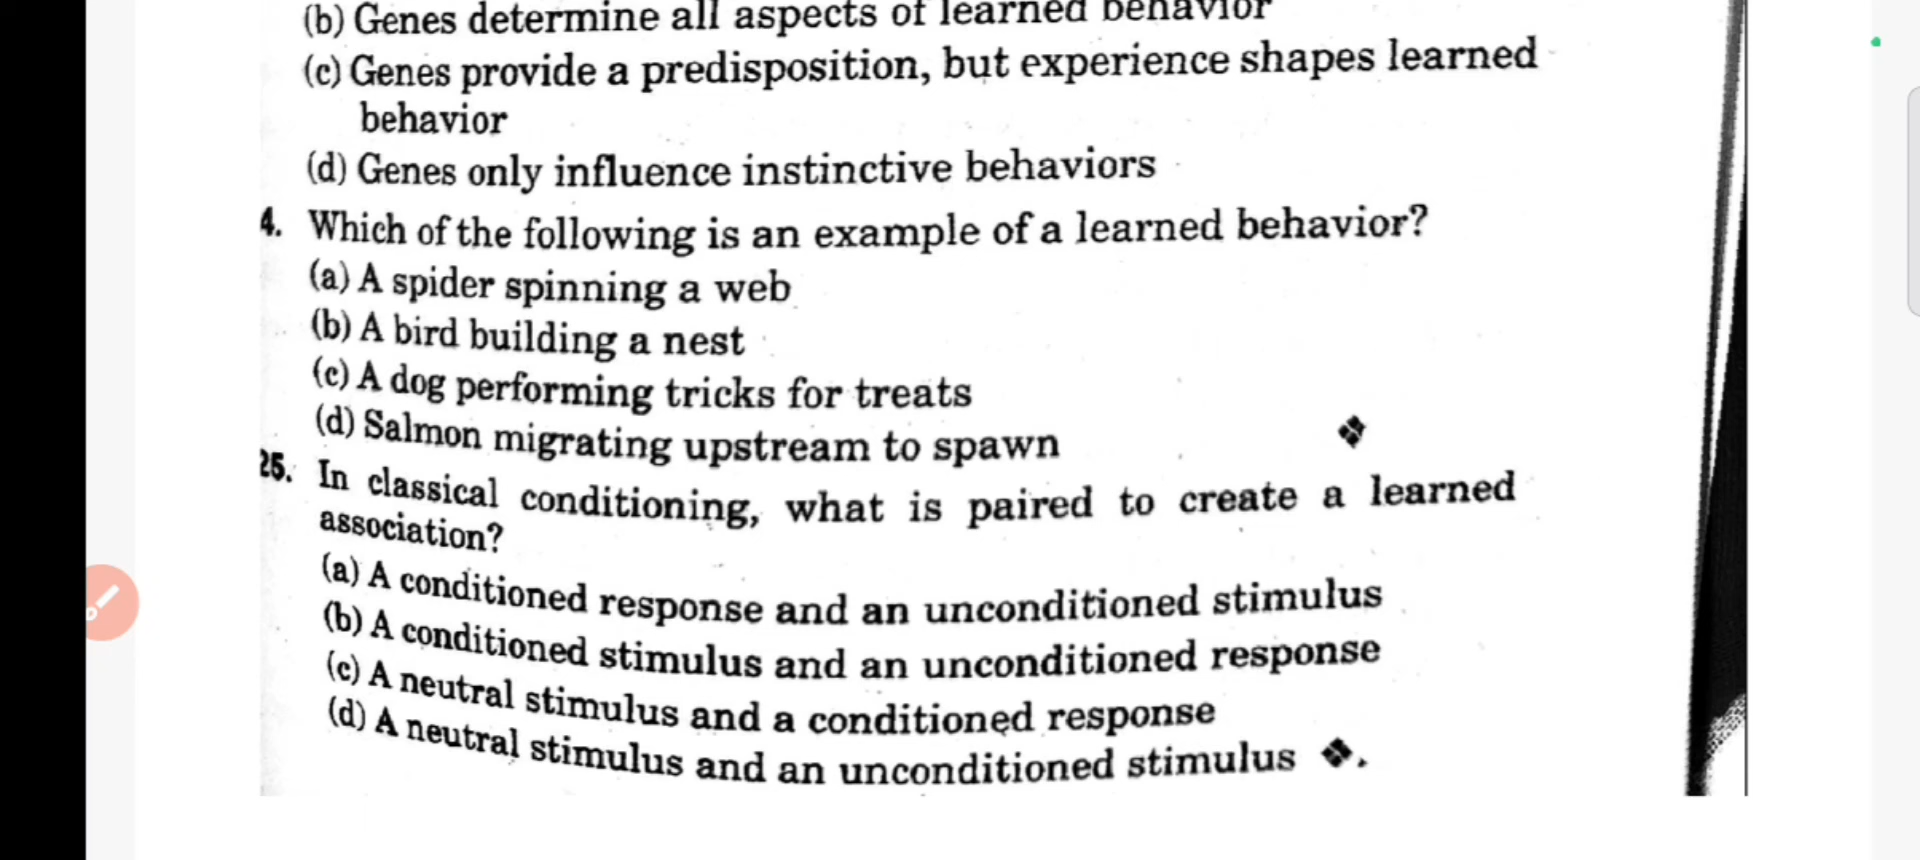 (b) Genes determine all aspects of learned behavior
(c) Genes provide a predisposition, but experience shapes learned
behavior
(d) Genes only influence instinctive behaviors
4. Which of the following is an example of a learned behavior?
(a) A spider spinning a web
(b) A bird building a nest
(c) A dog performing tricks for treats
(d) Salmon migrating upstream to spawn
25. In classical conditioning, what is paired to create a learned
association?
(a) A conditioned response and an unconditioned stimulus
(b) A conditioned stimulus and an unconditioned response
(c) A neutral stimulus and a conditioned response
(d) A neutral stimulus and an unconditioned stimulus